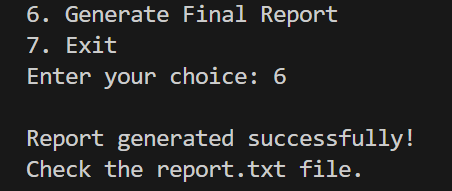 6. Generate Final Report
7. Exit
Enter your choice: 6
Report generated successfully!
Check the report.txt file.